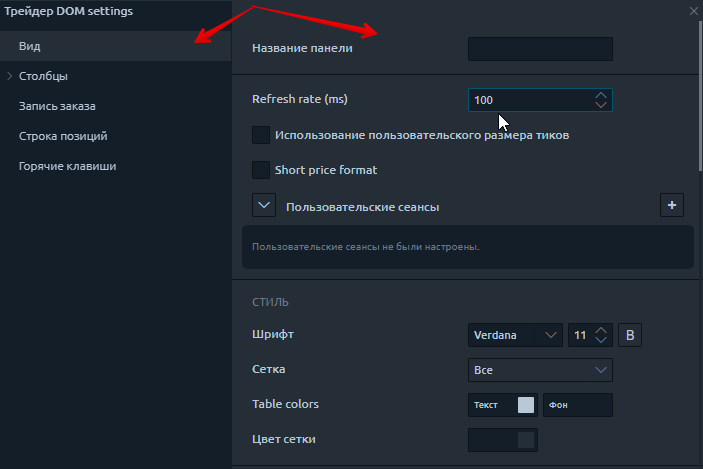 Трейдер DOM settings
Вид
Столбцы
Запись заказа
Строка позиций
Горячие клавиши
Название панели
Refresh rate (ms)
100
Использование пользовательского размера тиков
Short price format
Пользовательские сеансы
Пользовательские сеансы не были настроены.
СТИЛЬ
Шрифт
Verdana
11
B
Сетка
Все
Table colors
Текст
Фон
Цвет сетки